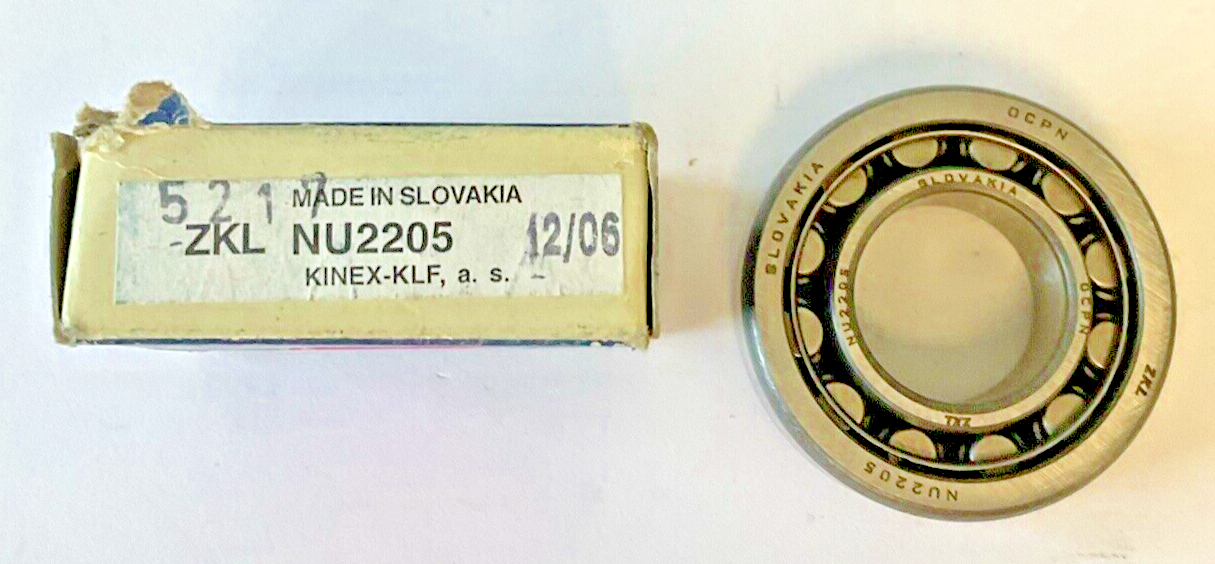 5217
MADE IN SLOVAKIA
-ZKL NU2205
12/06
KINEX-KLF, a. s.
OCPN
SLOVAKIA
ZKL
NU2205
SLOVAKIA
OCPN
NU2205
ZKL